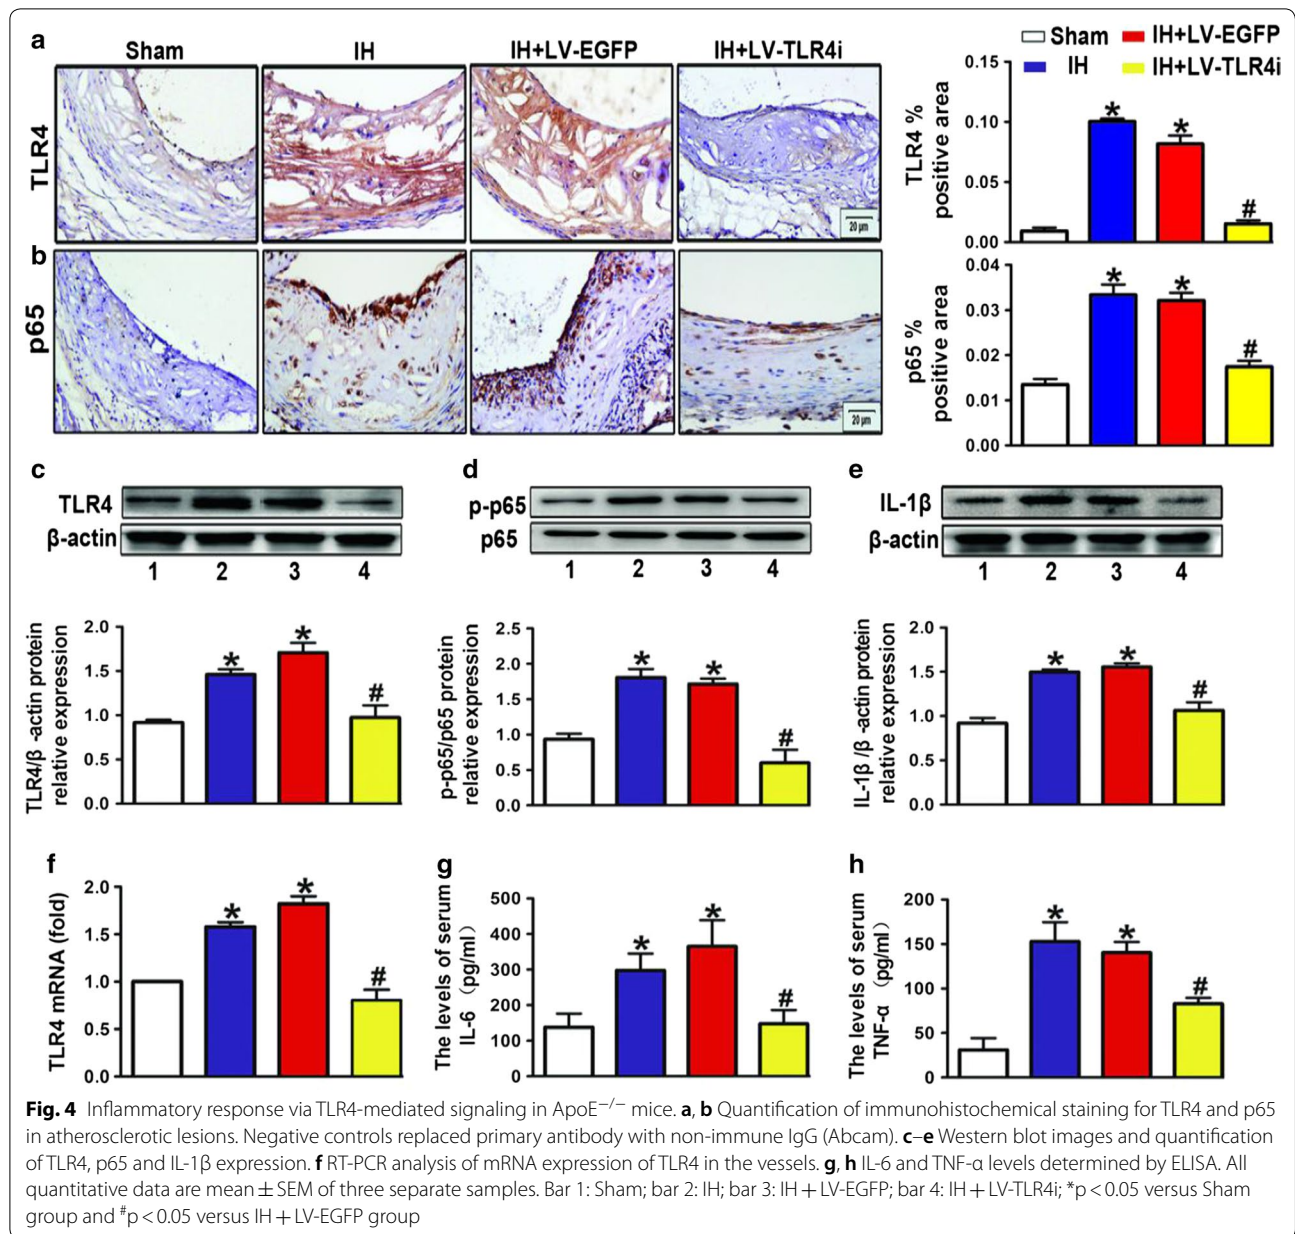 a
Sham IH IH+LV-EGFP IH+LV-TLR4i
TLR4
20 µm
b
p65
20 µm
Sham IH+LV-EGFP
IH IH+LV-TLR4i
TLR4 %
positive area
0.15
0.10
0.05
0.00
* * #
p65 %
positive area
0.04
0.03
0.02
0.01
0.00
* * #
c
TLR4
β-actin
1 2 3 4
TLR4/β -actin protein
relative expression
2.0
1.5
1.0
0.5
0.0
* * #
d
p-p65
p65
1 2 3 4
p-p65/p65 protein
relative expression
2.5
2.0
1.5
1.0
0.5
0.0
* * #
e
IL-1β
β-actin
1 2 3 4
IL-1β /β -actin protein
relative expression
2.0
1.5
1.0
0.5
0.0
* * #
f
TLR4 mRNA (fold)
2.0
1.5
1.0
0.5
0.0
* * #
g
The levels of serum
IL-6（pg/ml）
500
400
300
200
100
0
* * #
h
The levels of serum
TNF-α（pg/ml）
200
150
100
50
0
* * #
Fig. 4 Inflammatory response via TLR4-mediated signaling in ApoE−/− mice. a, b Quantification of immunohistochemical staining for TLR4 and p65
in atherosclerotic lesions. Negative controls replaced primary antibody with non-immune IgG (Abcam). c–e Western blot images and quantification
of TLR4, p65 and IL-1β expression. f RT-PCR analysis of mRNA expression of TLR4 in the vessels. g, h IL-6 and TNF-α levels determined by ELISA. All
quantitative data are mean ± SEM of three separate samples. Bar 1: Sham; bar 2: IH; bar 3: IH + LV-EGFP; bar 4: IH + LV-TLR4i; *p < 0.05 versus Sham
group and #p < 0.05 versus IH + LV-EGFP group